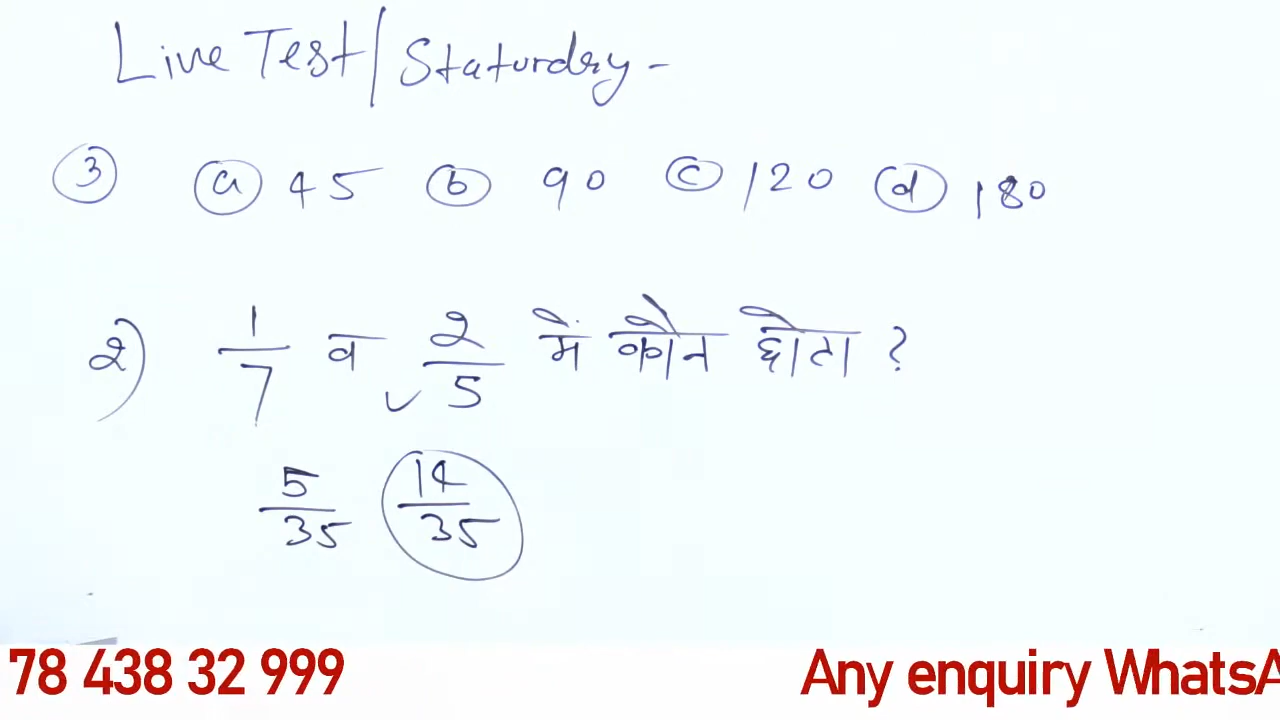 Live Test/Staturday -
3 a 45 b 90 c 120 d 180
2) 1/7 व 2/5 में कौन छोटा ?
5/35 14/35
78 438 32 999 Any enquiry WhatsA